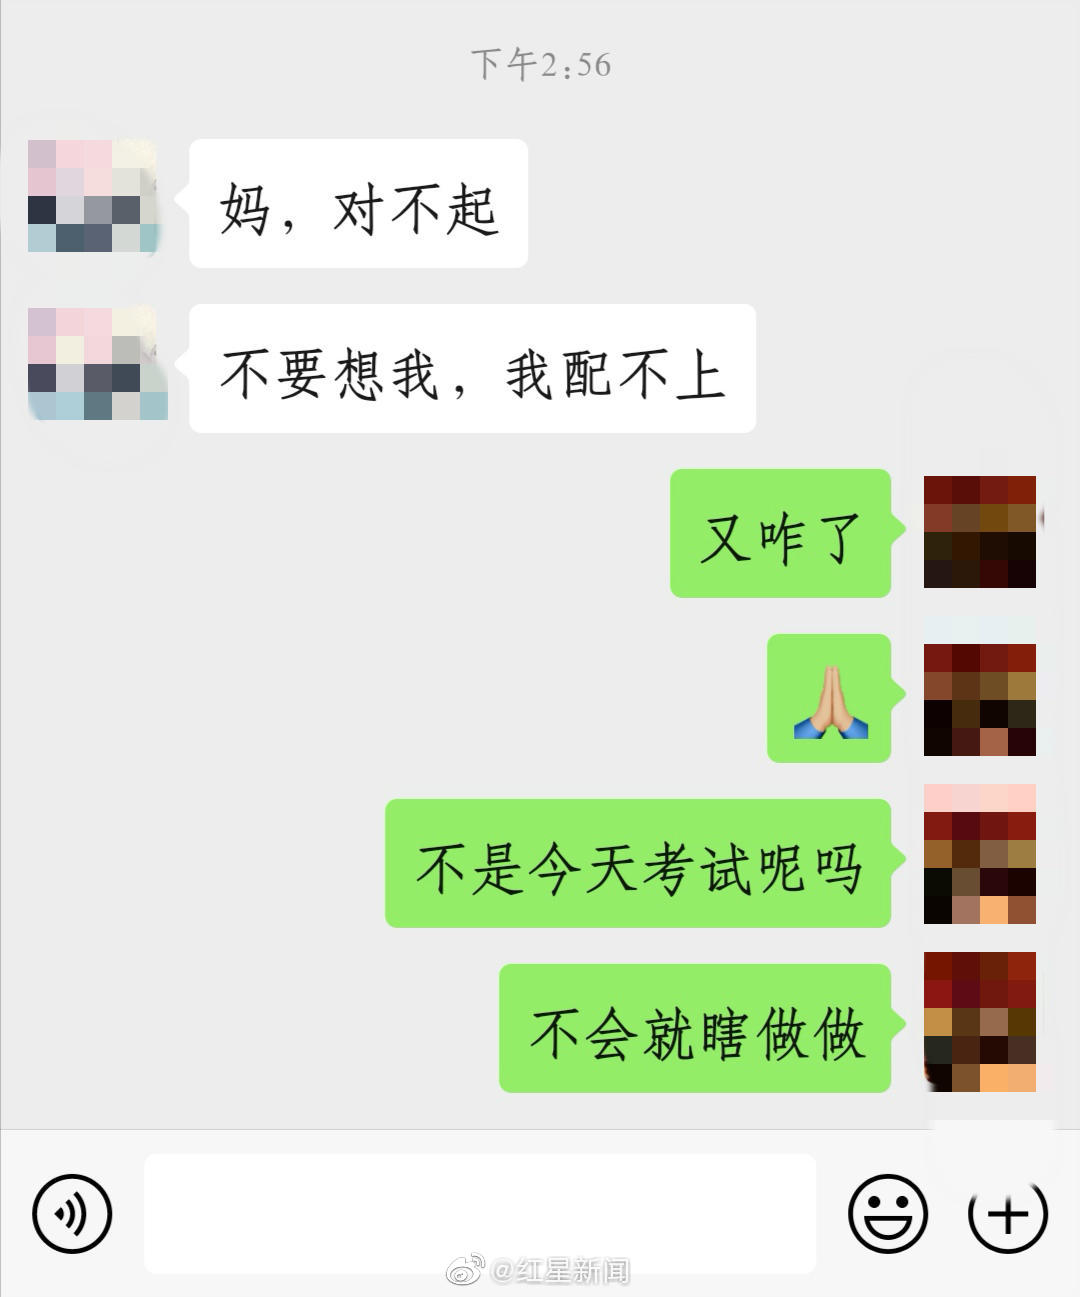 下午2:56
妈，对不起
不要想我，我配不上
又咋了
🙏🏼
不是今天考试呢吗
不会就瞎做做
@红星新闻